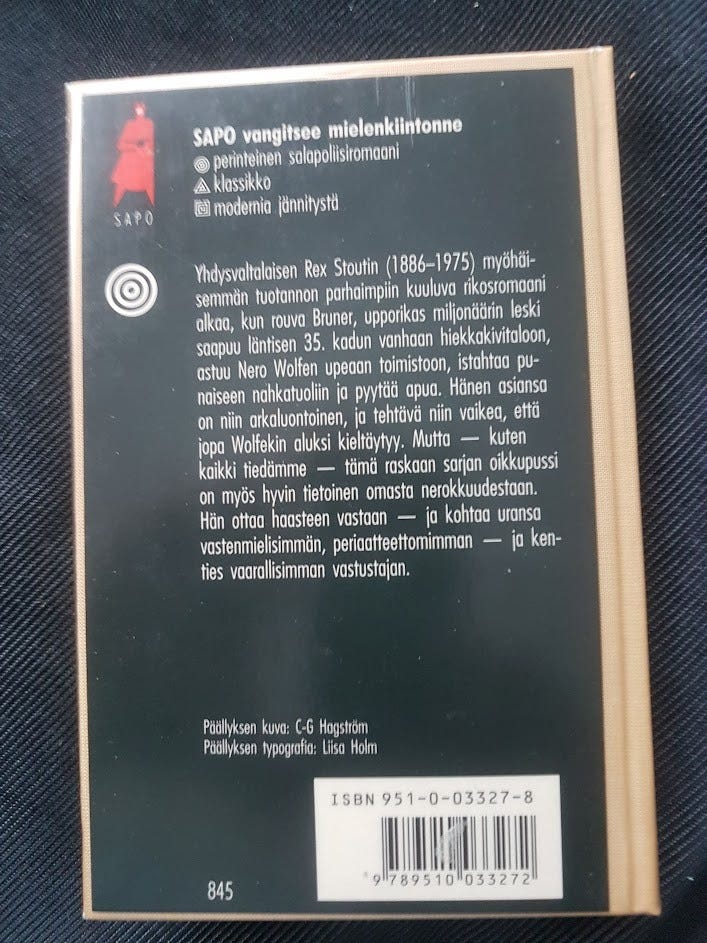 SAPO vangitsee mielenkiintonne
perinteinen salapoliisiromaani
klassikko
modernia jännitystä
SAPO
Yhdysvaltalaisen Rex Stoutin (1886–1975) myöhäi-
semmän tuotannon parhaimpiin kuuluva rikosromaani
alkaa, kun rouva Bruner, upporikas miljonäärin leski
saapuu läntisen 35. kadun vanhaan hiekkakivitaloon,
astuu Nero Wolfen upeaan toimistoon, istahtaa pu-
naiseen nahkatuoliin ja pyytää apua. Hänen asiansa
on niin arkaluontoinen, ja tehtävä niin vaikea, että
jopa Wolfekin aluksi kieltäytyy. Mutta — kuten
kaikki tiedämme — tämä raskaan sarjan oikkupussi
on myös hyvin tietoinen omasta nerokkuudestaan.
Hän ottaa haasteen vastaan — ja kohtaa uransa
vastenmielisimmän, periaatteettomimman — ja ken-
ties vaarallisimman vastustajan.
Päällyksen kuva: C-G Hagström
Päällyksen typografia: Liisa Holm
ISBN 951-0-03327-8
9 789510 033272
845